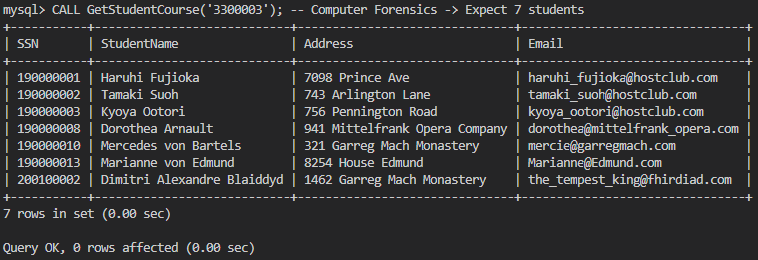 mysql> CALL GetStudentCourse('3300003'); -- Computer Forensics -> Expect 7 students
+-----------+----------------------------+-------------------------------+--------------------------------+
| SSN       | StudentName                | Address                       | Email                          |
+-----------+----------------------------+-------------------------------+--------------------------------+
| 190000001 | Haruhi Fujioka             | 7098 Prince Ave               | haruhi_fujioka@hostclub.com    |
| 190000002 | Tamaki Suoh                | 743 Arlington Lane            | tamaki_suoh@hostclub.com       |
| 190000003 | Kyoya Ootori               | 756 Pennington Road           | kyoya_ootori@hostclub.com      |
| 190000008 | Dorothea Arnault           | 941 Mittelfrank Opera Company | dorothea@mittelfrank_opera.com |
| 190000010 | Mercedes von Bartels       | 321 Garreg Mach Monastery     | mercie@garregmach.com          |
| 190000013 | Marianne von Edmund        | 8254 House Edmund             | Marianne@Edmund.com            |
| 200100002 | Dimitri Alexandre Blaiddyd | 1462 Garreg Mach Monastery    | the_tempest_king@fhirdiad.com  |
+-----------+----------------------------+-------------------------------+--------------------------------+
7 rows in set (0.00 sec)

Query OK, 0 rows affected (0.00 sec)